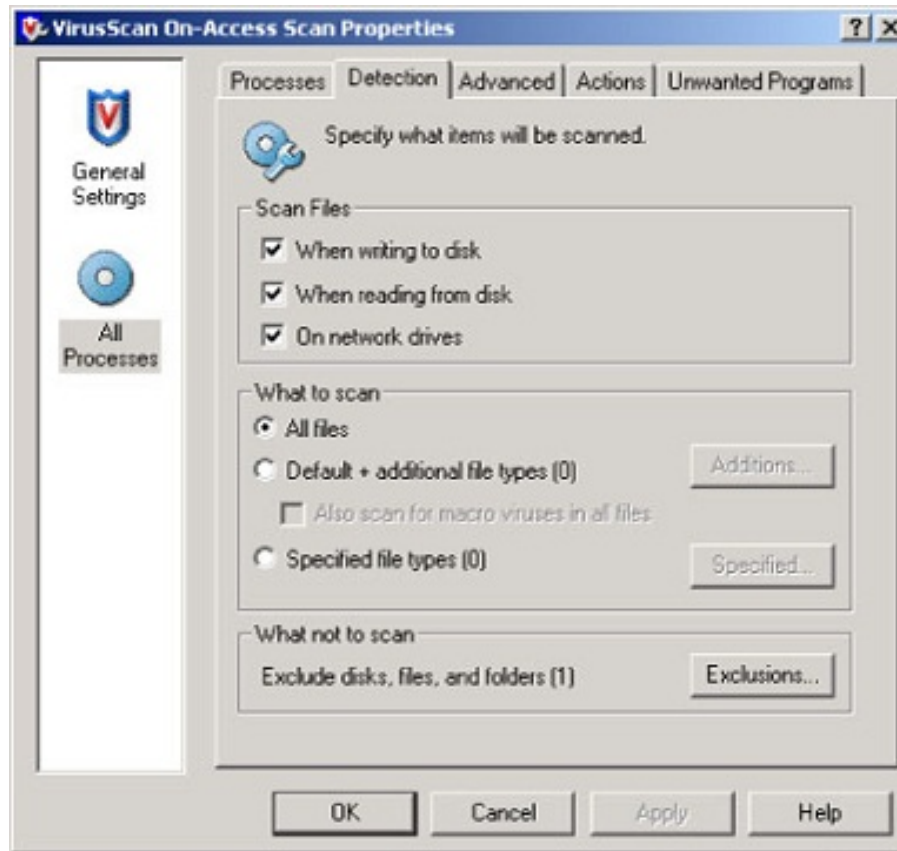 VirusScan On-Access Scan Properties
General
Settings
All
Processes
Processes Detection Advanced Actions Unwanted Programs
Specify what items will be scanned.
Scan Files
When writing to disk
When reading from disk
On network drives
What to scan
All files
Default + additional file types (0) Additions...
Also scan for macro viruses in all files
Specified file types (0) Specified...
What not to scan
Exclude disks, files, and folders (1) Exclusions...
OK Cancel Apply Help